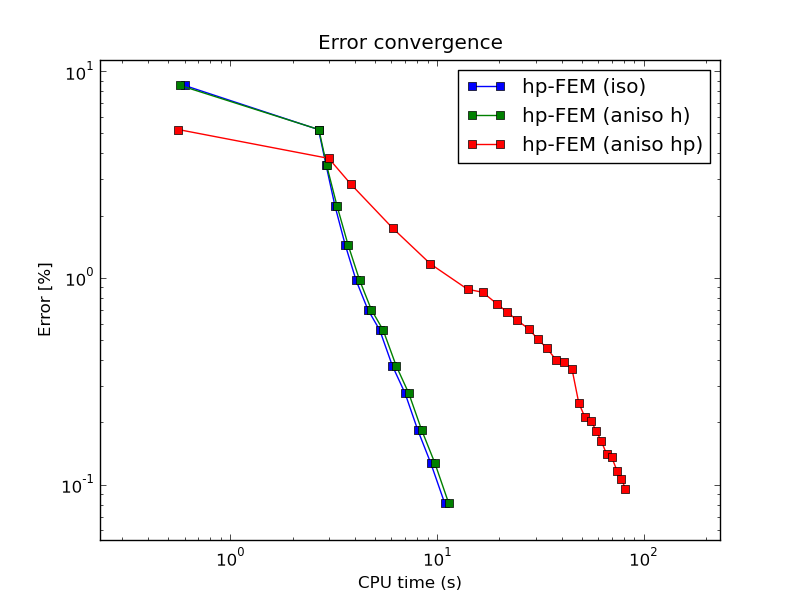 Error convergence
hp-FEM (iso)
hp-FEM (aniso h)
hp-FEM (aniso hp)
10¹
10⁰
10⁻¹
Error [%]
10⁰ 10¹ 10²
CPU time (s)